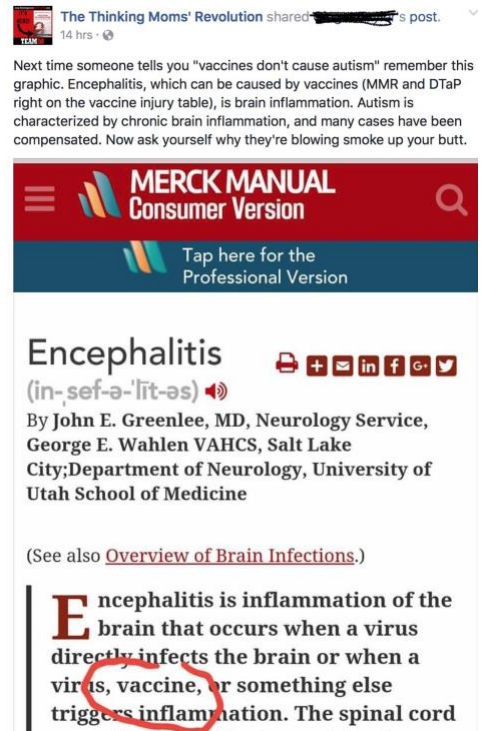 The Thinking Moms' Revolution shared 's post.
14 hrs ·
Next time someone tells you "vaccines don't cause autism" remember this
graphic. Encephalitis, which can be caused by vaccines (MMR and DTaP
right on the vaccine injury table), is brain inflammation. Autism is
characterized by chronic brain inflammation, and many cases have been
compensated. Now ask yourself why they're blowing smoke up your butt.
TEAM
MERCK MANUAL
Consumer Version
Tap here for the
Professional Version
Encephalitis
(in-ˌsef-ə-ˈlīt-əs)
By John E. Greenlee, MD, Neurology Service,
George E. Wahlen VAHCS, Salt Lake
City;Department of Neurology, University of
Utah School of Medicine
(See also Overview of Brain Infections.)
Encephalitis is inflammation of the
brain that occurs when a virus
directly infects the brain or when a
virus, vaccine, or something else
triggers inflammation. The spinal cord